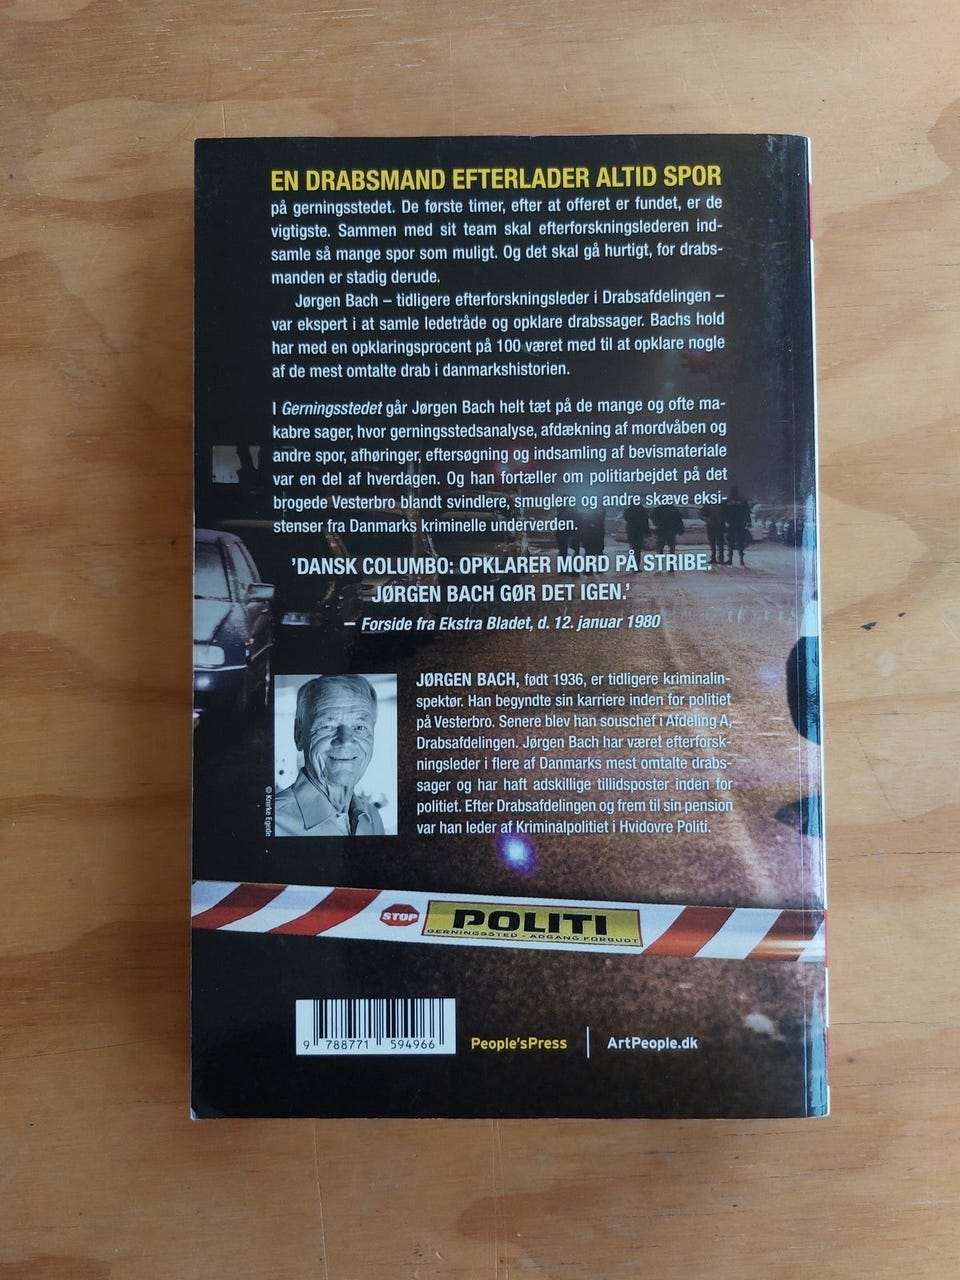 EN DRABSMAND EFTERLADER ALTID SPOR
på gerningsstedet. De første timer, efter at offeret er fundet, er de
vigtigste. Sammen med sit team skal efterforskningslederen ind-
samle så mange spor som muligt. Og det skal gå hurtigt, for drabs-
manden er stadig derude.
Jørgen Bach – tidligere efterforskningsleder i Drabsafdelingen –
var ekspert i at samle ledetråde og opklare drabssager. Bachs hold
har med en opklaringsprocent på 100 været med til at opklare nogle
af de mest omtalte drab i danmarkshistorien.
I Gerningsstedet går Jørgen Bach helt tæt på de mange og ofte ma-
kabre sager, hvor gerningsstedsanalyse, afdækning af mordvåben og
andre spor, afhøringer, eftersøgning og indsamling af bevismateriale
var en del af hverdagen. Og han fortæller om politiarbejdet på det
brogede Vesterbro blandt svindlere, smuglere og andre skæve eksi-
stenser fra Danmarks kriminelle underverden.
'DANSK COLUMBO: OPKLARER MORD PÅ STRIBE.
JØRGEN BACH GØR DET IGEN.'
– Forside fra Ekstra Bladet, d. 12. januar 1980
JØRGEN BACH, født 1936, er tidligere kriminalin-
spektør. Han begyndte sin karriere inden for politiet
på Vesterbro. Senere blev han souschef i Afdeling A,
Drabsafdelingen. Jørgen Bach har været efterforsk-
ningsleder i flere af Danmarks mest omtalte drabs-
sager og har haft adskillige tillidsposter inden for
politiet. Efter Drabsafdelingen og frem til sin pension
var han leder af Kriminalpolitiet i Hvidovre Politi.
© Knirke Egede
STOP
POLITI
GERNINGSSTED - ADGANG FORBUDT
9 788771 594966
People'sPress
ArtPeople.dk